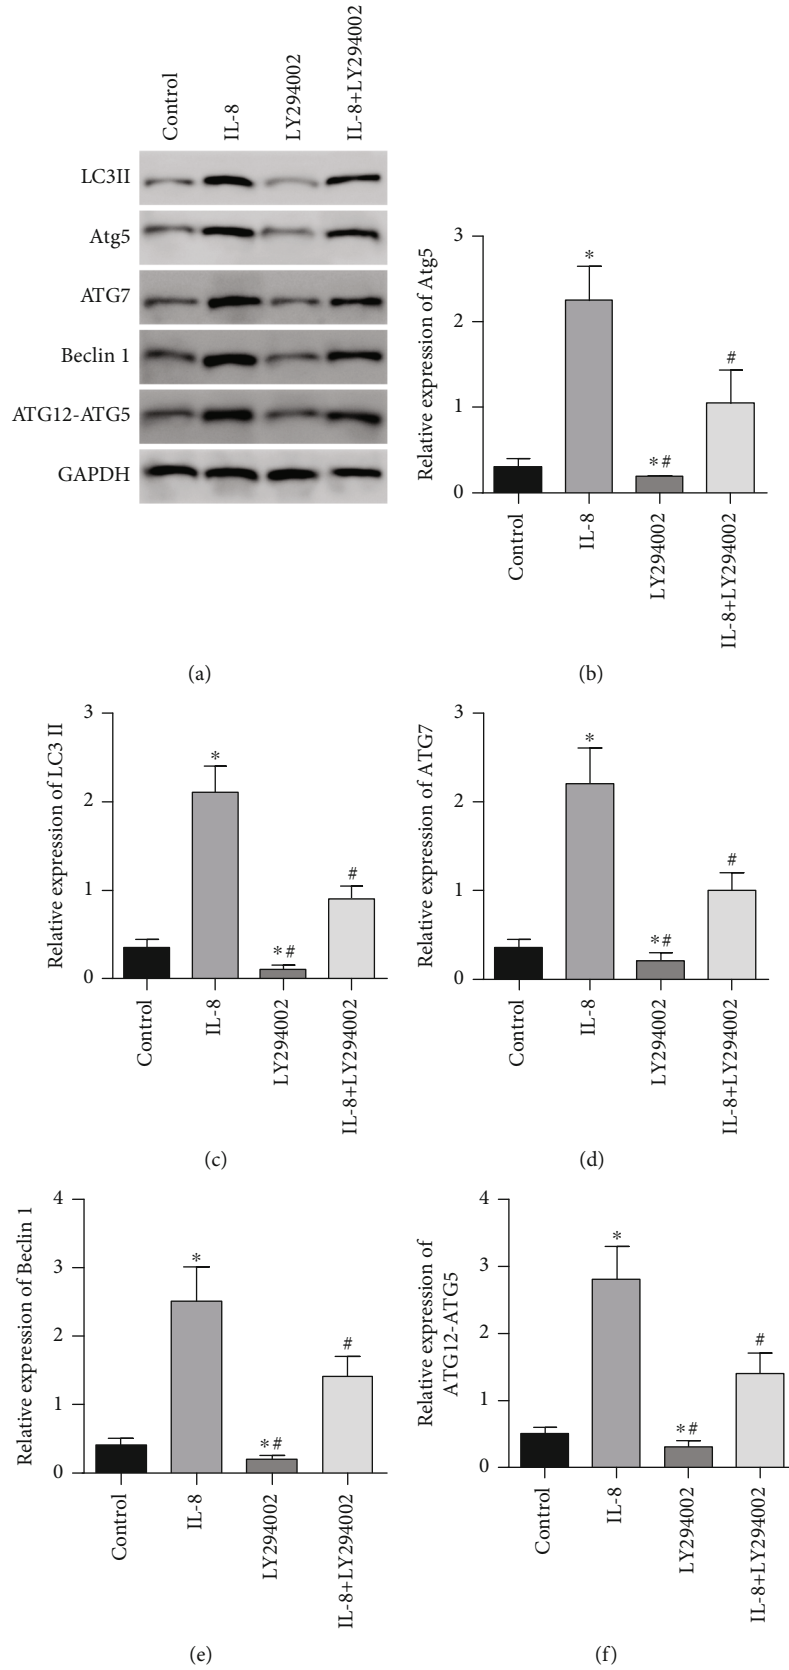 Control
IL-8
LY294002
IL-8+LY294002
LC3II
Atg5
ATG7
Beclin 1
ATG12-ATG5
GAPDH
(a)
Relative expression of Atg5
3
2
1
0
*
*#
#
Control
IL-8
LY294002
IL-8+LY294002
(b)
Relative expression of LC3 II
3
2
1
0
*
*#
#
Control
IL-8
LY294002
IL-8+LY294002
(c)
Relative expression of ATG7
3
2
1
0
*
*#
#
Control
IL-8
LY294002
IL-8+LY294002
(d)
Relative expression of Beclin 1
4
3
2
1
0
*
*#
#
Control
IL-8
LY294002
IL-8+LY294002
(e)
Relative expression of
ATG12-ATG5
4
3
2
1
0
*
*#
#
Control
IL-8
LY294002
IL-8+LY294002
(f)